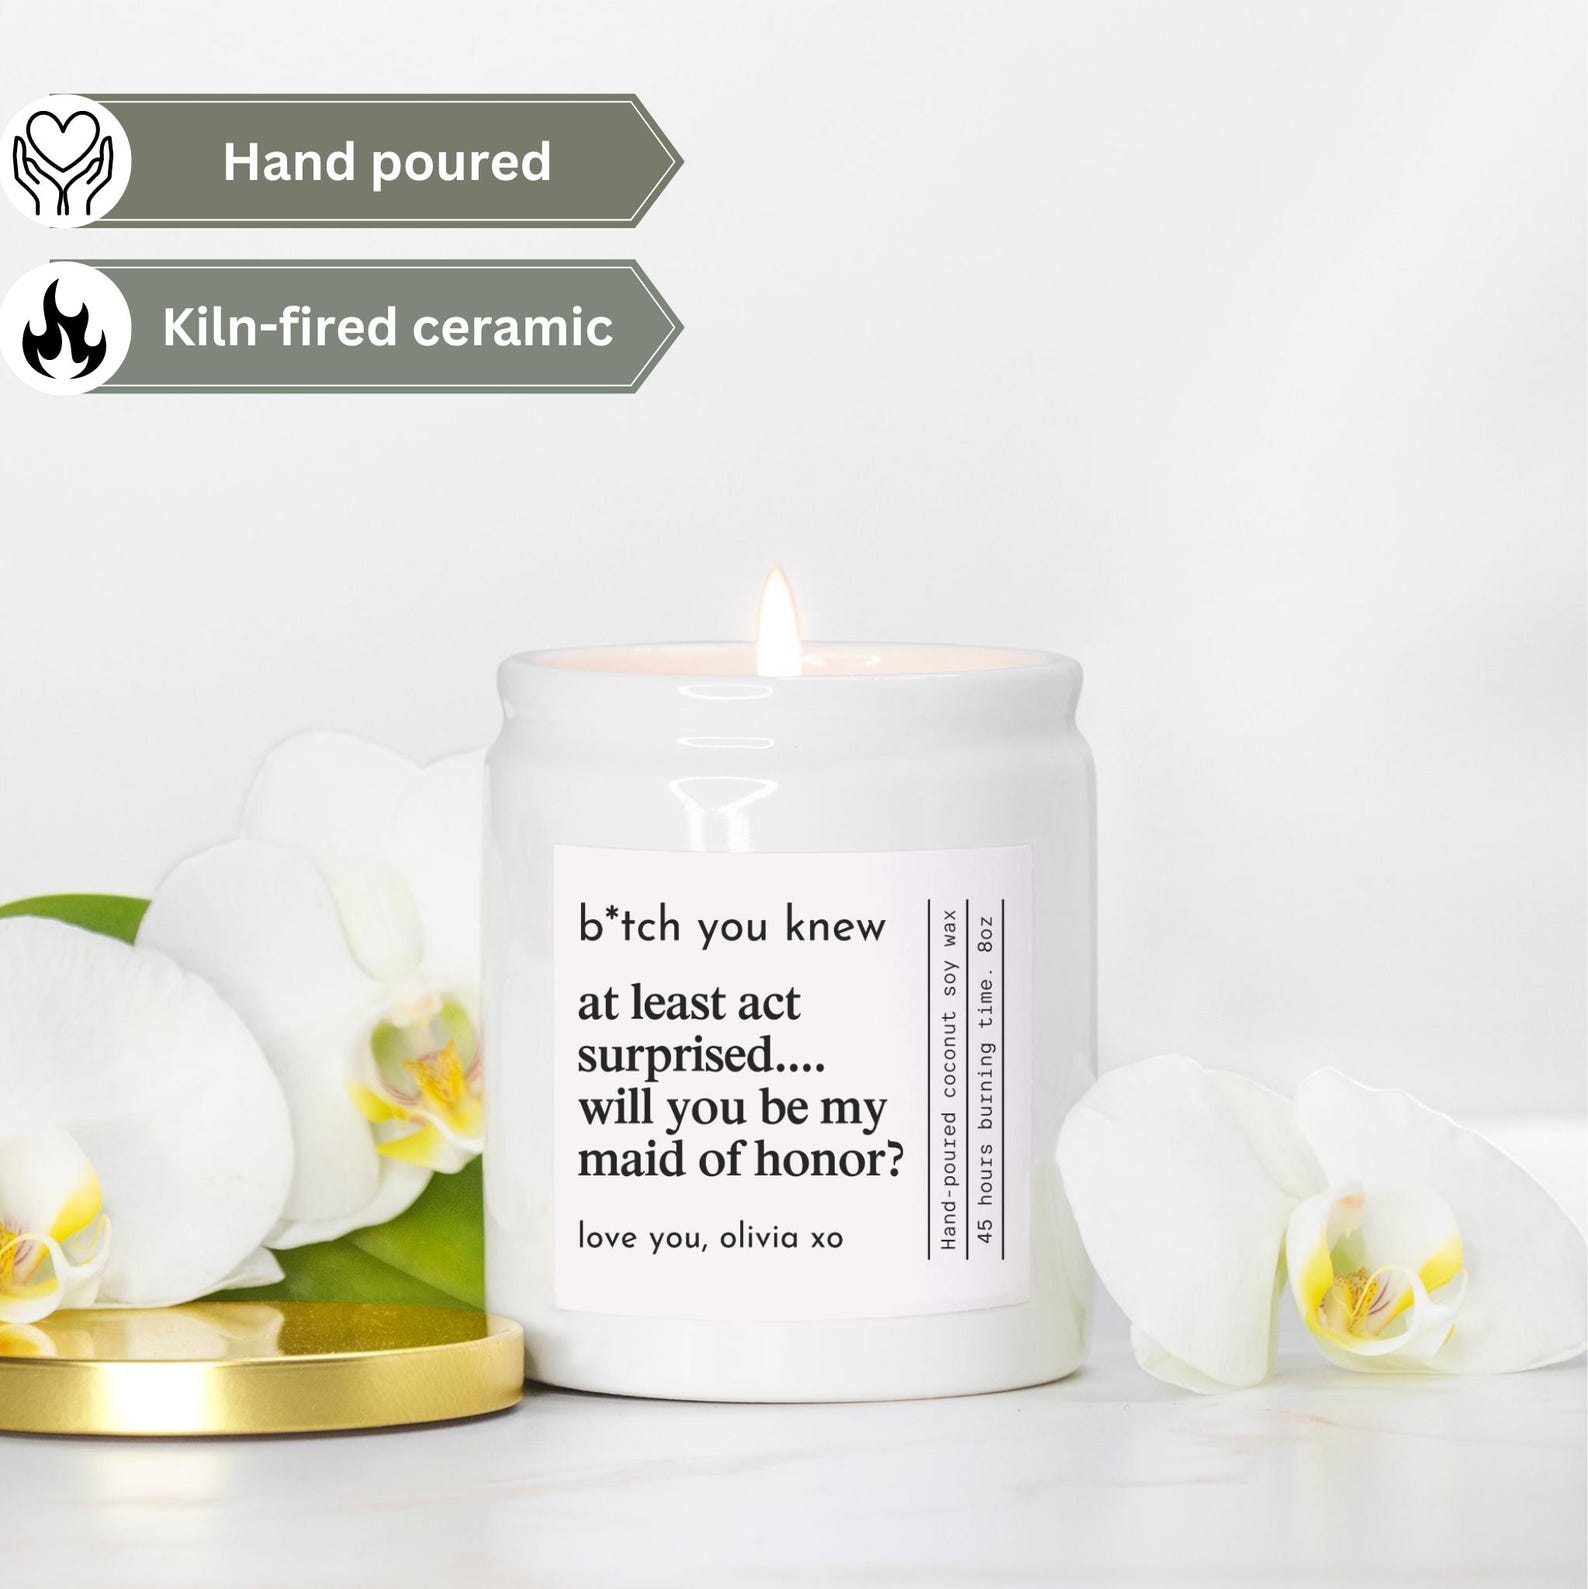 Hand poured
Kiln-fired ceramic
b*tch you knew
at least act
surprised....
will you be my
maid of honor?
love you, olivia xo
Hand-poured coconut soy wax
45 hours burning time. 8oz